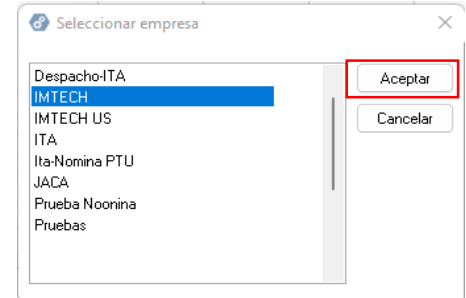 Seleccionar empresa
Despacho-ITA
Aceptar
IMTECH
IMTECH US
Cancelar
ITA
Ita-Nomina PTU
JACA
Prueba Noonina
Pruebas